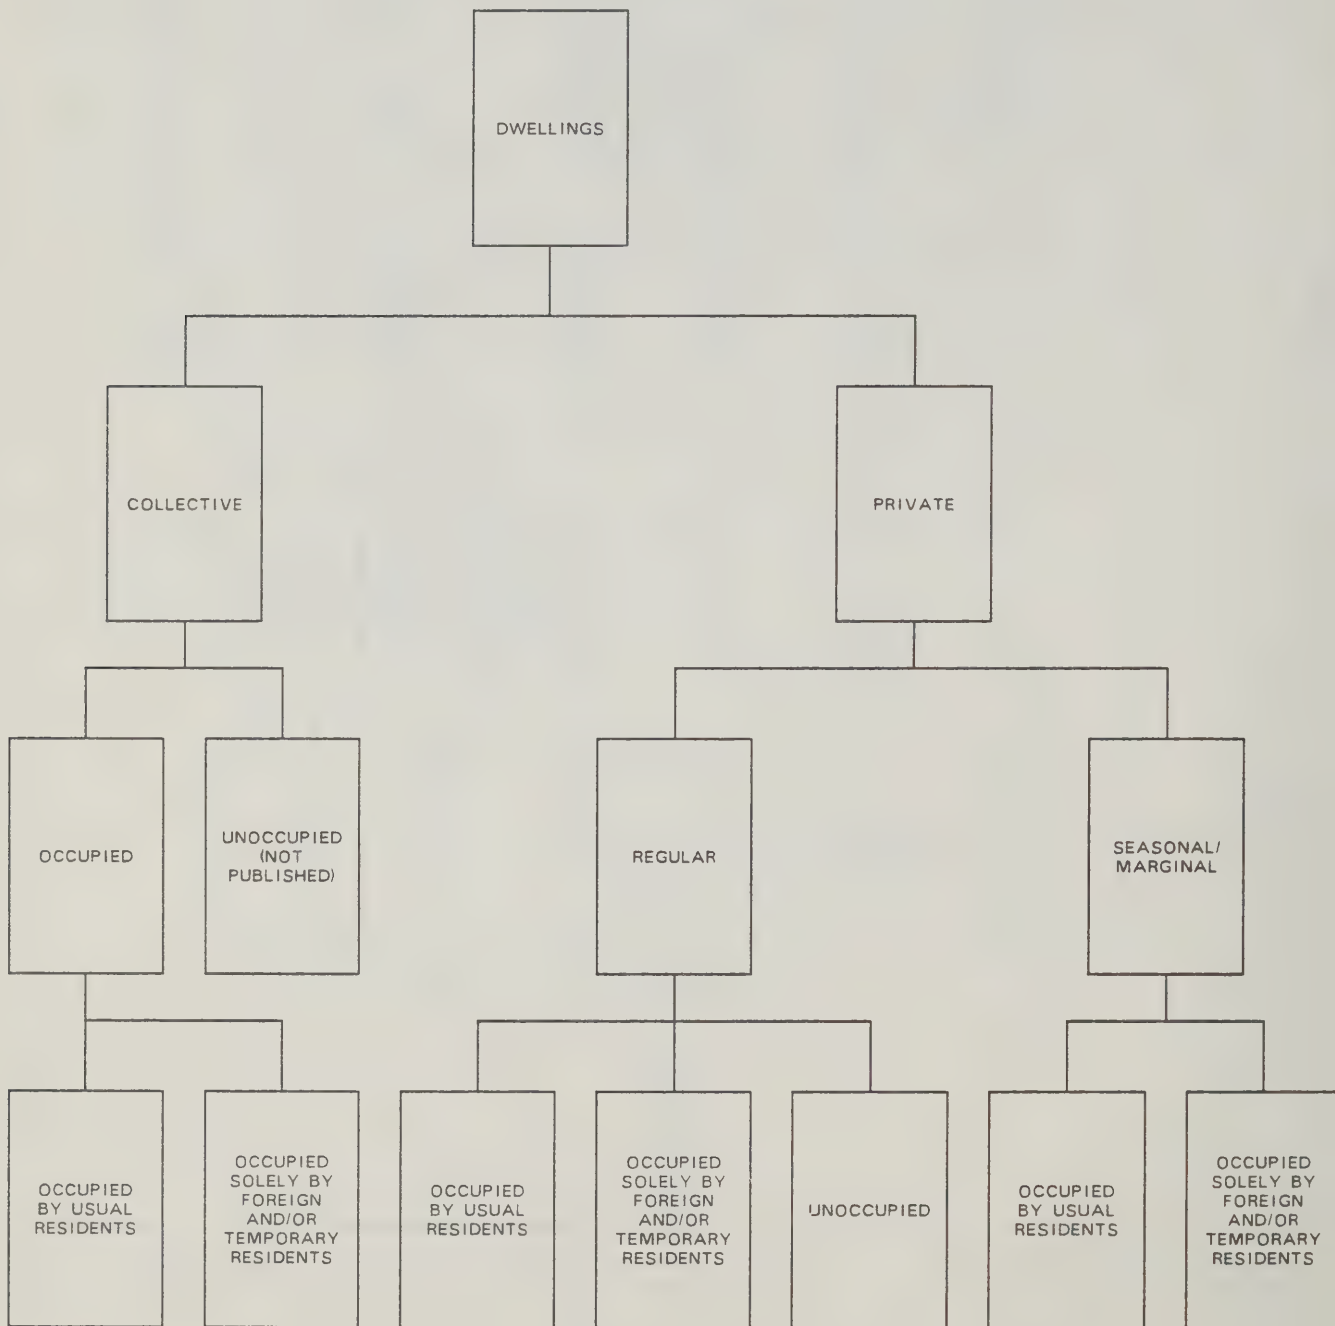 DWELLINGS
COLLECTIVE
PRIVATE
OCCUPIED
UNOCCUPIED
(NOT
PUBLISHED)
REGULAR
SEASONAL/
MARGINAL
OCCUPIED
BY USUAL
RESIDENTS
OCCUPIED
SOLELY BY
FOREIGN
AND/OR
TEMPORARY
RESIDENTS
OCCUPIED
BY USUAL
RESIDENTS
OCCUPIED
SOLELY BY
FOREIGN
AND/OR
TEMPORARY
RESIDENTS
UNOCCUPIED
OCCUPIED
BY USUAL
RESIDENTS
OCCUPIED
SOLELY BY
FOREIGN
AND/OR
TEMPORARY
RESIDENTS